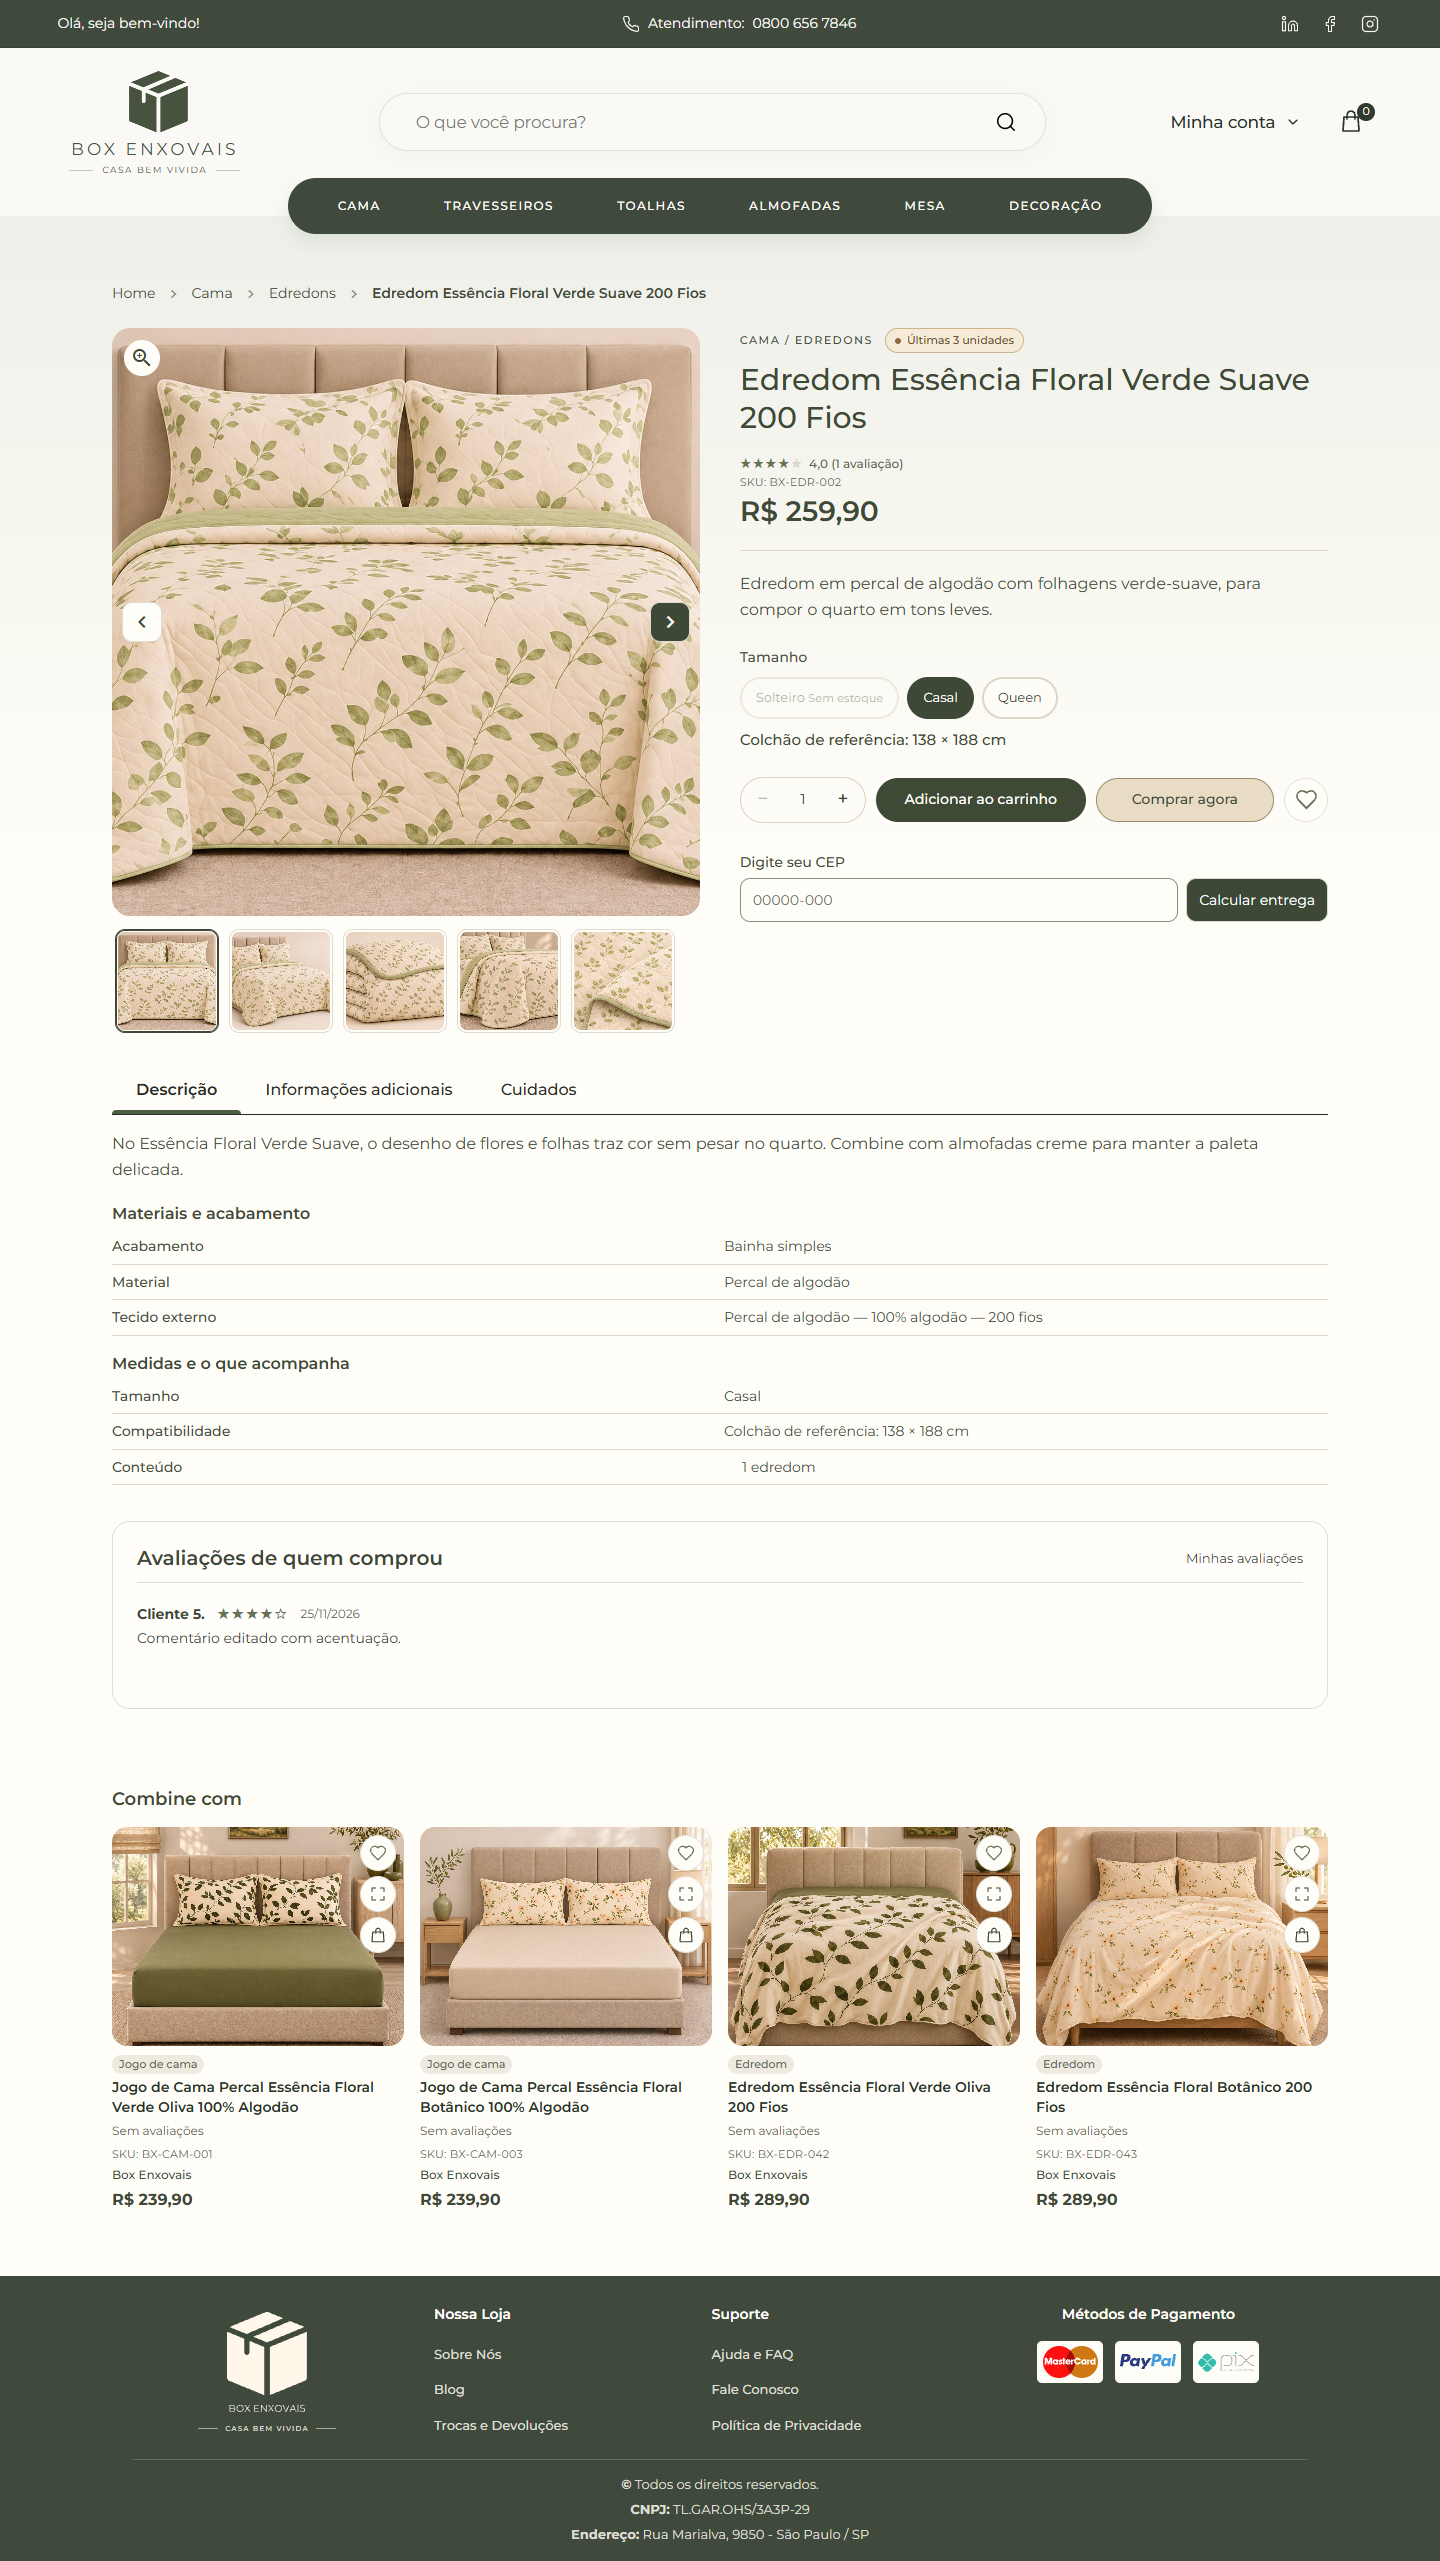 Olá, seja bem-vindo!
Atendimento: 0800 656 7846
BOX ENXOVAIS
CASA BEM VIVIDA
O que você procura?
Minha conta
0
CAMA TRAVESSEIROS TOALHAS ALMOFADAS MESA DECORAÇÃO
Home > Cama > Edredons > Edredom Essência Floral Verde Suave 200 Fios
CAMA / EDREDONS
Últimas 3 unidades
Edredom Essência Floral Verde Suave
200 Fios
★★★★★ 4,0 (1 avaliação)
SKU: BX-EDR-002
R$ 259,90
Edredom em percal de algodão com folhagens verde-suave, para
compor o quarto em tons leves.
Tamanho
Solteiro Sem estoque
Casal
Queen
Colchão de referência: 138 × 188 cm
− 1 +
Adicionar ao carrinho
Comprar agora
Digite seu CEP
00000-000
Calcular entrega
Descrição
Informações adicionais
Cuidados
No Essência Floral Verde Suave, o desenho de flores e folhas traz cor sem pesar no quarto. Combine com almofadas creme para manter a paleta
delicada.
Materiais e acabamento
Acabamento Bainha simples
Material Percal de algodão
Tecido externo Percal de algodão — 100% algodão — 200 fios
Medidas e o que acompanha
Tamanho Casal
Compatibilidade Colchão de referência: 138 × 188 cm
Conteúdo 1 edredom
Avaliações de quem comprou
Minhas avaliações
Cliente 5. ★★★★☆ 25/11/2026
Comentário editado com acentuação.
Combine com
Jogo de cama
Jogo de Cama Percal Essência Floral
Verde Oliva 100% Algodão
Sem avaliações
SKU: BX-CAM-001
Box Enxovais
R$ 239,90
Jogo de cama
Jogo de Cama Percal Essência Floral
Botânico 100% Algodão
Sem avaliações
SKU: BX-CAM-003
Box Enxovais
R$ 239,90
Edredom
Edredom Essência Floral Verde Oliva
200 Fios
Sem avaliações
SKU: BX-EDR-042
Box Enxovais
R$ 289,90
Edredom
Edredom Essência Floral Botânico 200
Fios
Sem avaliações
SKU: BX-EDR-043
Box Enxovais
R$ 289,90
BOX ENXOVAIS
CASA BEM VIVIDA
Nossa Loja
Sobre Nós
Blog
Trocas e Devoluções
Suporte
Ajuda e FAQ
Fale Conosco
Política de Privacidade
Métodos de Pagamento
MasterCard
PayPal
pix
© Todos os direitos reservados.
CNPJ: TL.GAR.OHS/3A3P-29
Endereço: Rua Marialva, 9850 - São Paulo / SP